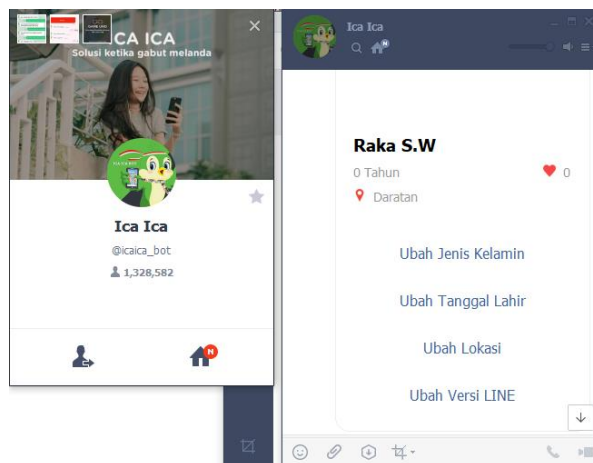 CA ICA
Solusi ketika gabut melanda
Ica Ica
@icaica_bot
1,328,582
N
Ica Ica
N
Raka S.W
0 Tahun
0
Daratan
Ubah Jenis Kelamin
Ubah Tanggal Lahir
Ubah Lokasi
Ubah Versi LINE